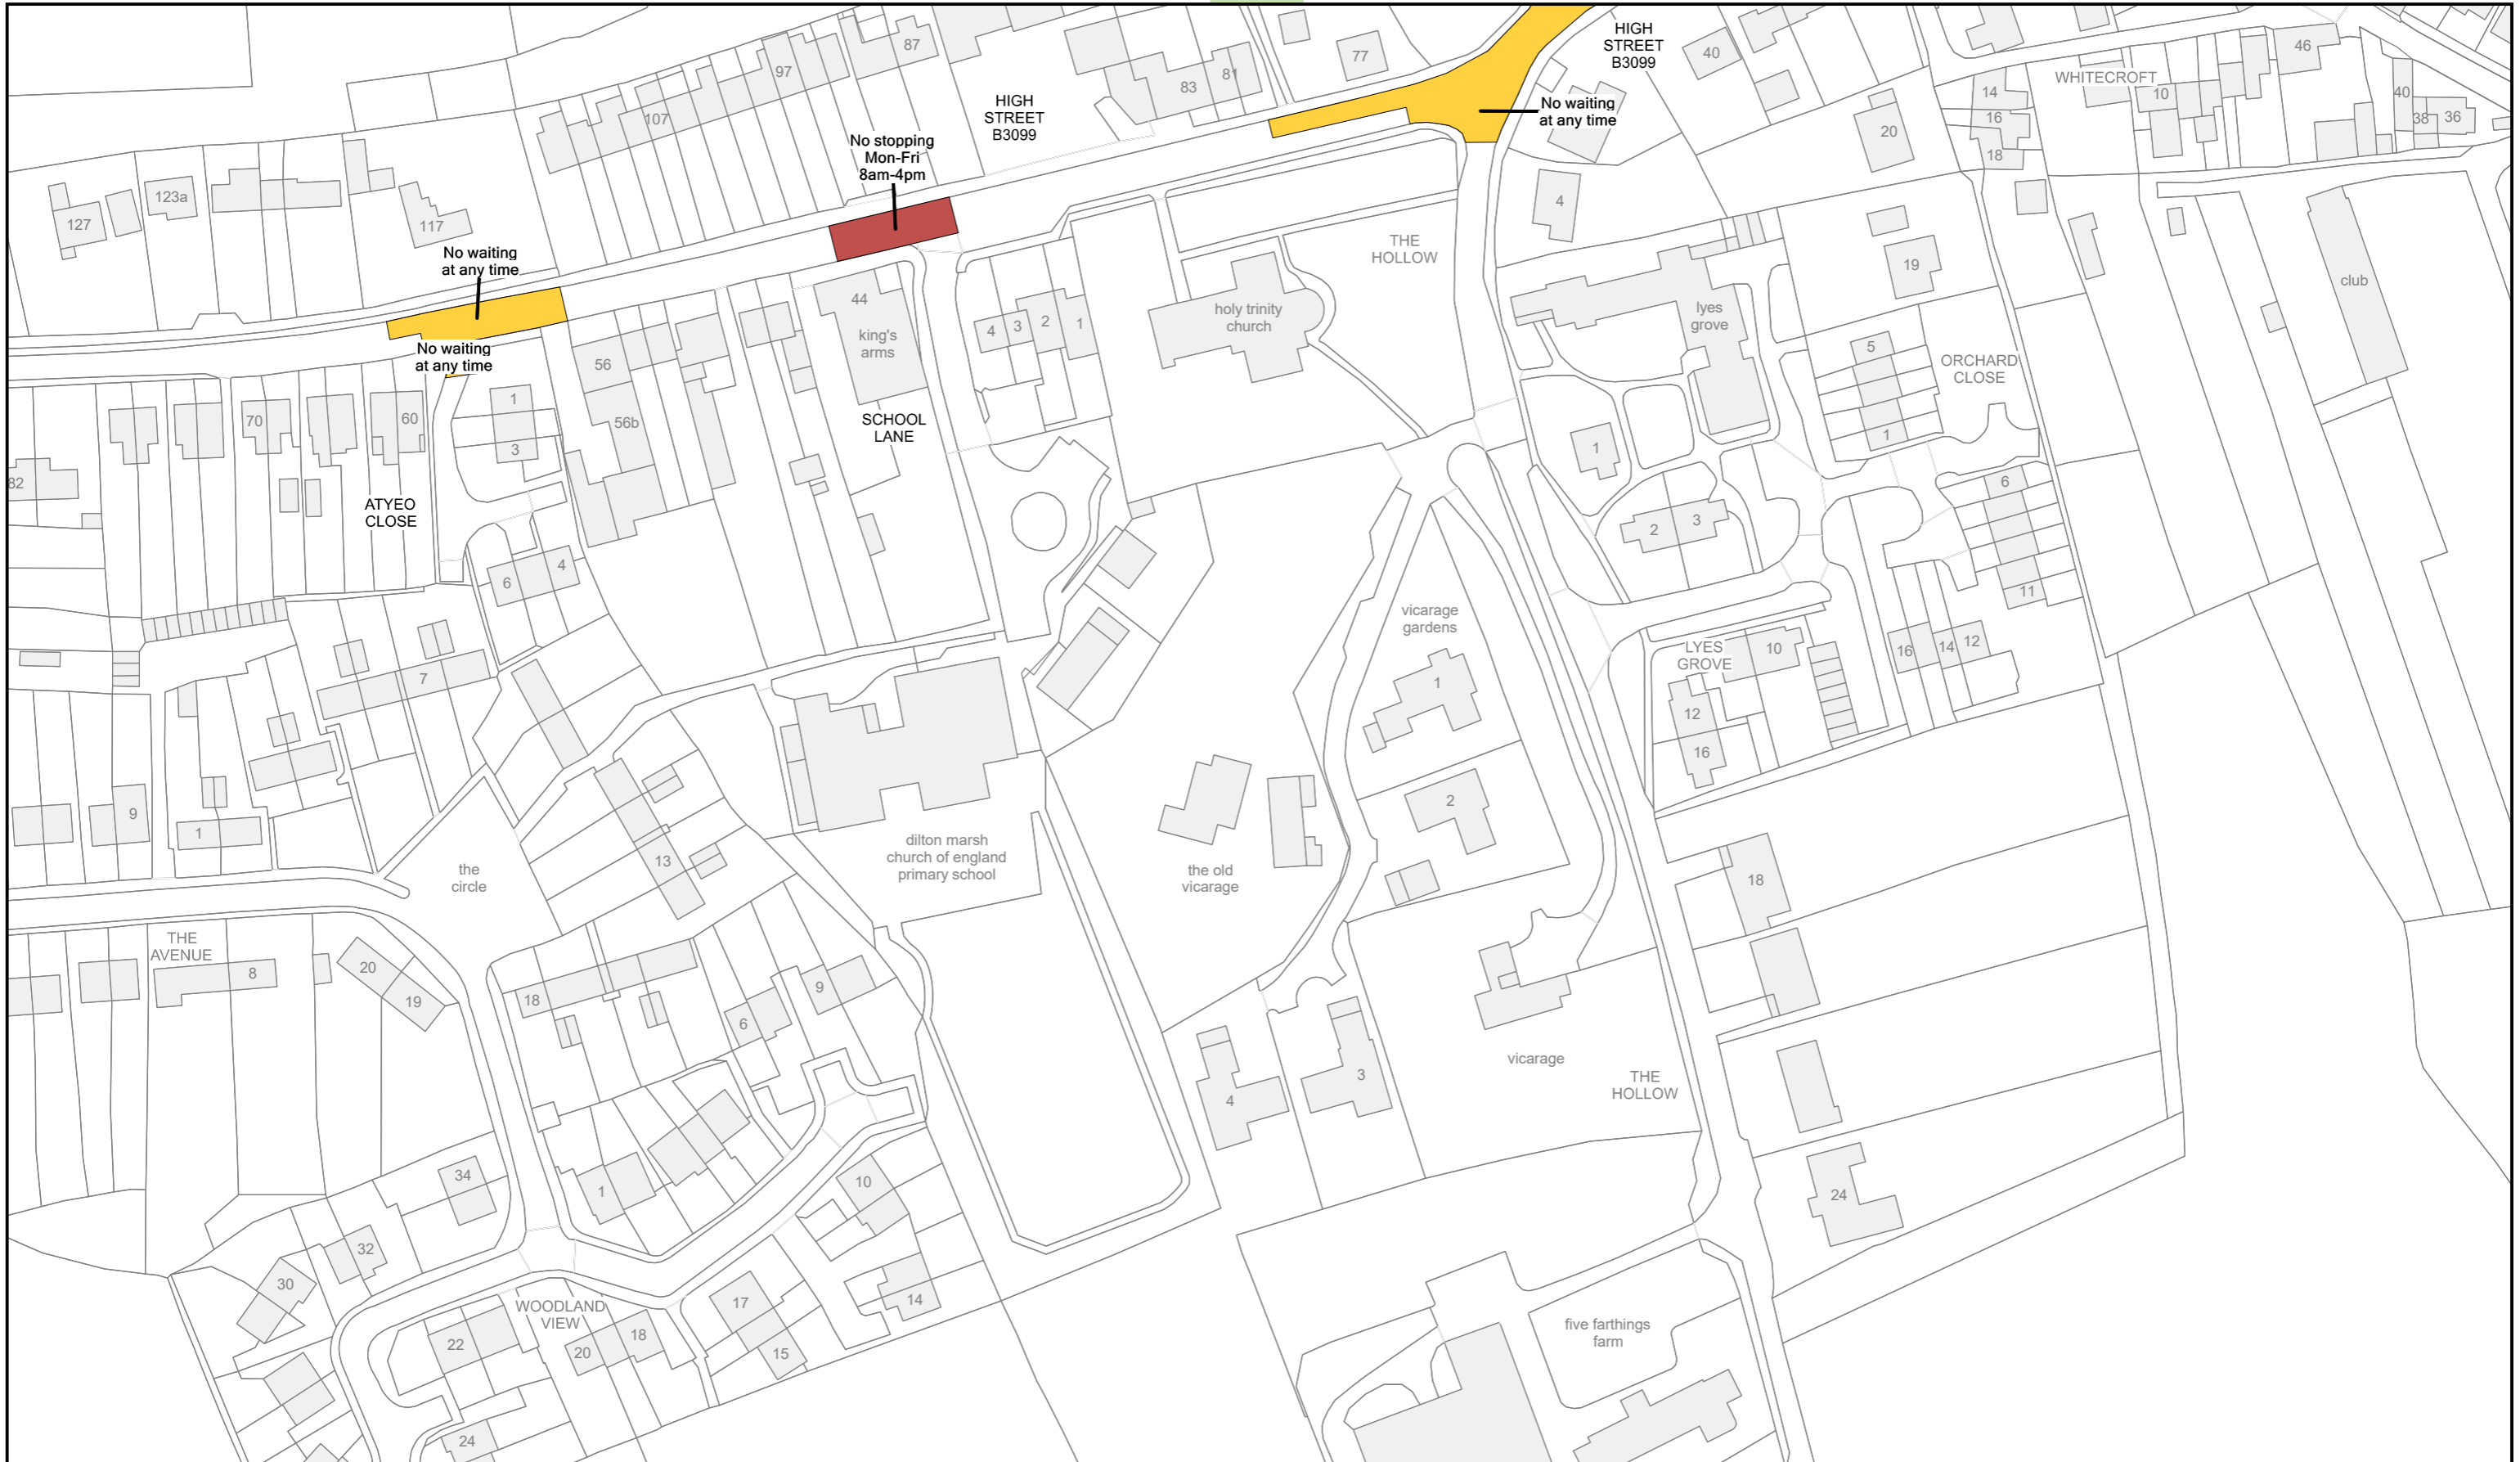 87
97
107
HIGH
STREET
B3099
83
81
77
HIGH
STREET
B3099
40
No waiting
at any time
20
14
16
18
WHITECROFT
10
46
40
38
36
127
123a
117
No stopping
Mon-Fri
8am-4pm
No waiting
at any time
No waiting
at any time
44
king's
arms
4
3
2
1
holy trinity
church
THE
HOLLOW
4
lyes
grove
19
club
5
1
ORCHARD
CLOSE
82
70
60
1
3
56
56b
SCHOOL
LANE
ATYEO
CLOSE
6
4
1
2
3
6
11
vicarage
gardens
1
2
LYES
GROVE
10
12
16
16
14
12
7
9
1
the
circle
13
dilton marsh
church of england
primary school
the old
vicarage
18
THE
AVENUE
8
20
19
18
6
9
4
3
vicarage
THE
HOLLOW
24
34
32
30
1
10
14
17
15
WOODLAND
VIEW
22
20
18
24
five farthings
farm